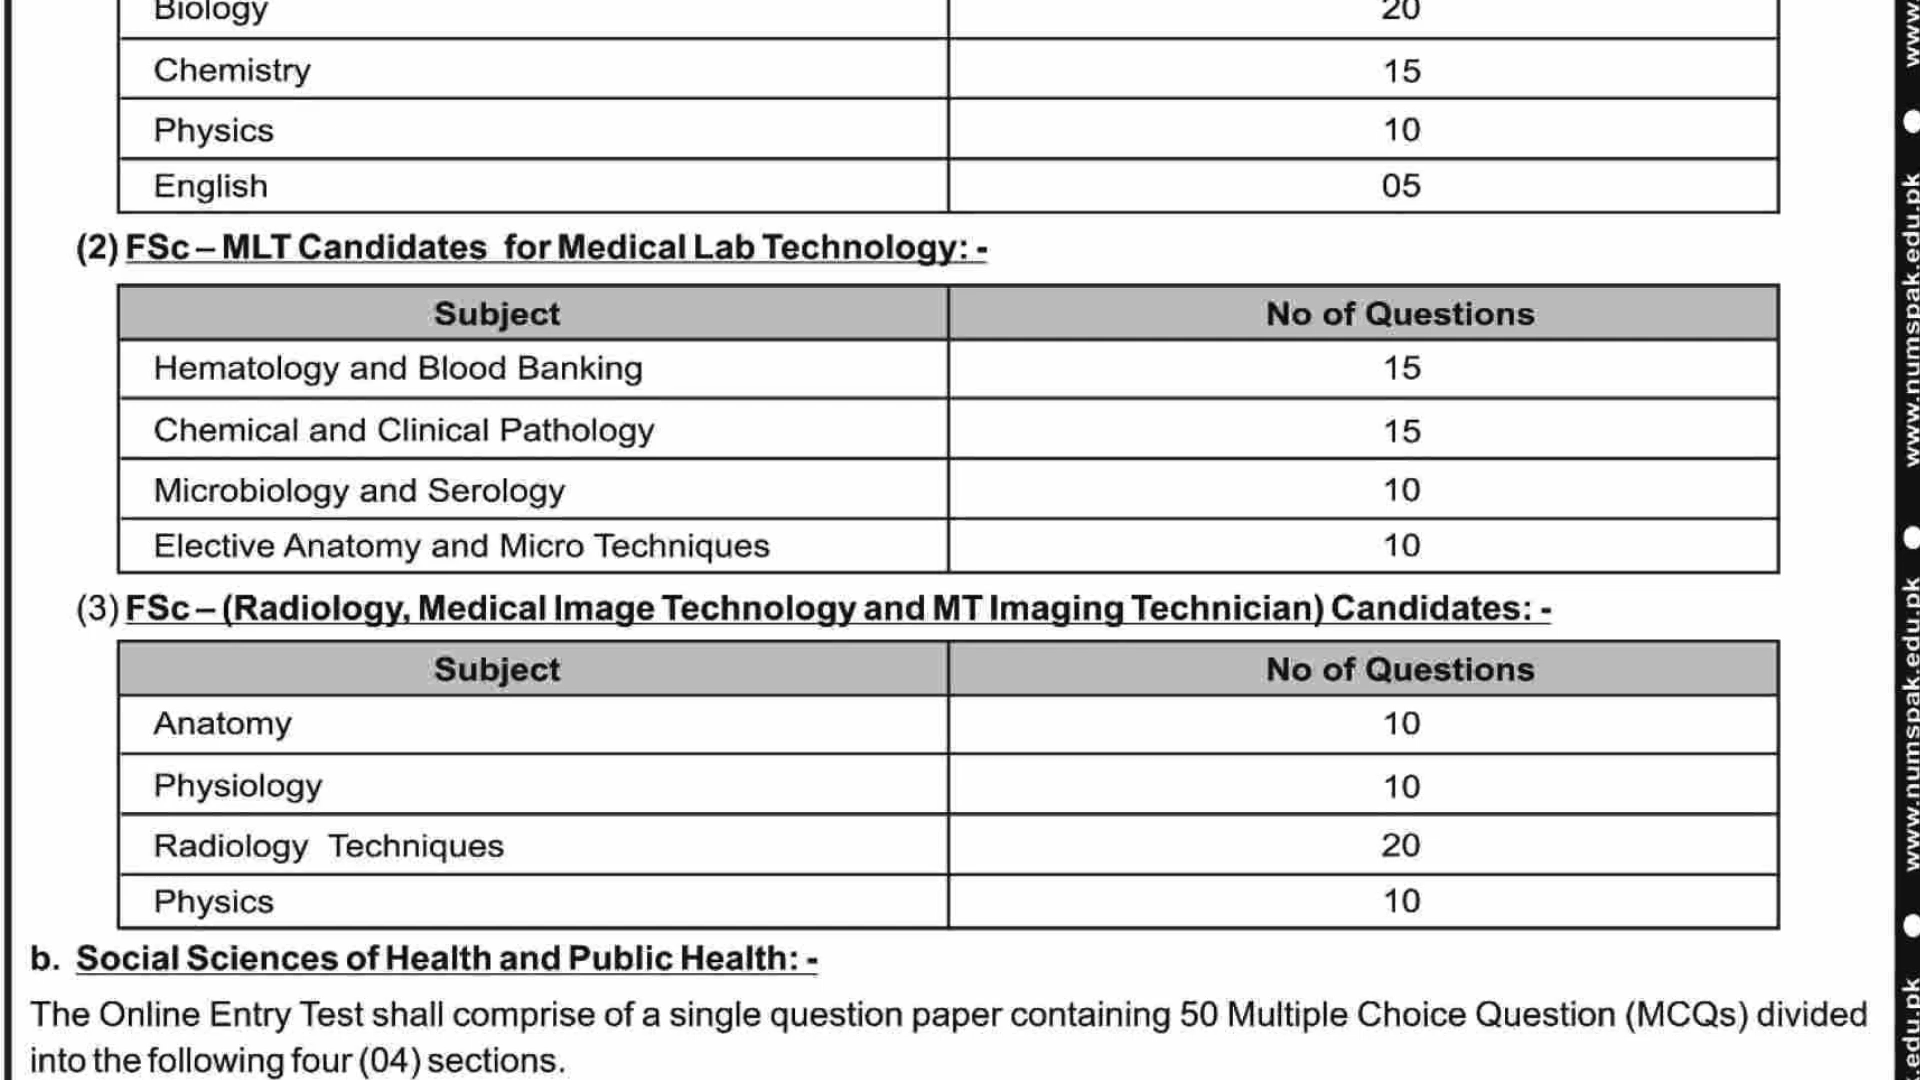 Biology 20
Chemistry 15
Physics 10
English 05
(2) FSc – MLT Candidates for Medical Lab Technology: -
Subject No of Questions
Hematology and Blood Banking 15
Chemical and Clinical Pathology 15
Microbiology and Serology 10
Elective Anatomy and Micro Techniques 10
(3) FSc – (Radiology, Medical Image Technology and MT Imaging Technician) Candidates: -
Subject No of Questions
Anatomy 10
Physiology 10
Radiology Techniques 20
Physics 10
b. Social Sciences of Health and Public Health: -
The Online Entry Test shall comprise of a single question paper containing 50 Multiple Choice Question (MCQs) divided
into the following four (04) sections.
www.
www.numspak.edu.pk
www.numspak.edu.pk
.edu.pk